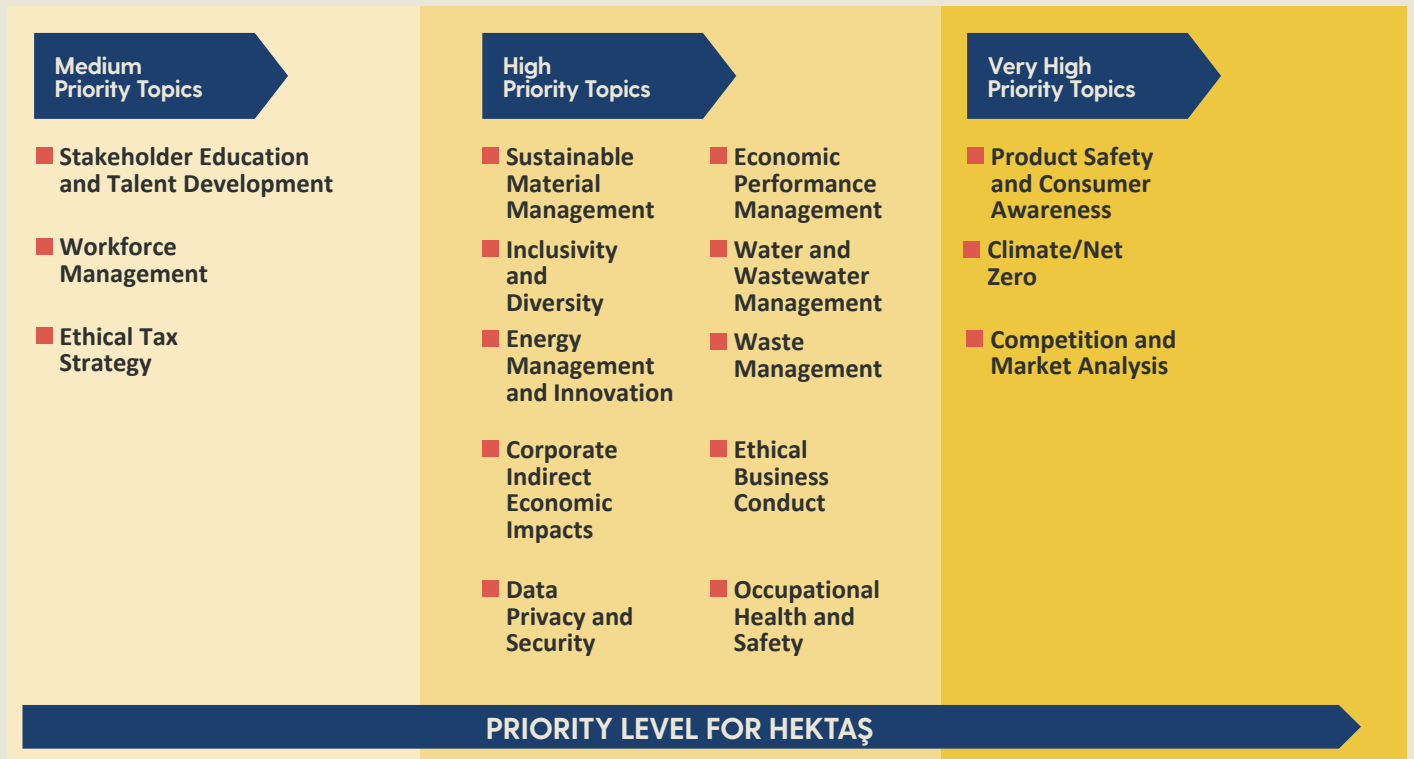 Medium
Priority Topics
Stakeholder Education
and Talent Development
Workforce
Management
Ethical Tax
Strategy
High
Priority Topics
Sustainable
Material
Management
Inclusivity
and
Diversity
Energy
Management
and Innovation
Corporate
Indirect
Economic
Impacts
Data
Privacy and
Security
Economic
Performance
Management
Water and
Wastewater
Management
Waste
Management
Ethical
Business
Conduct
Occupational
Health and
Safety
Very High
Priority Topics
Product Safety
and Consumer
Awareness
Climate/Net
Zero
Competition and
Market Analysis
PRIORITY LEVEL FOR HEKTAŞ